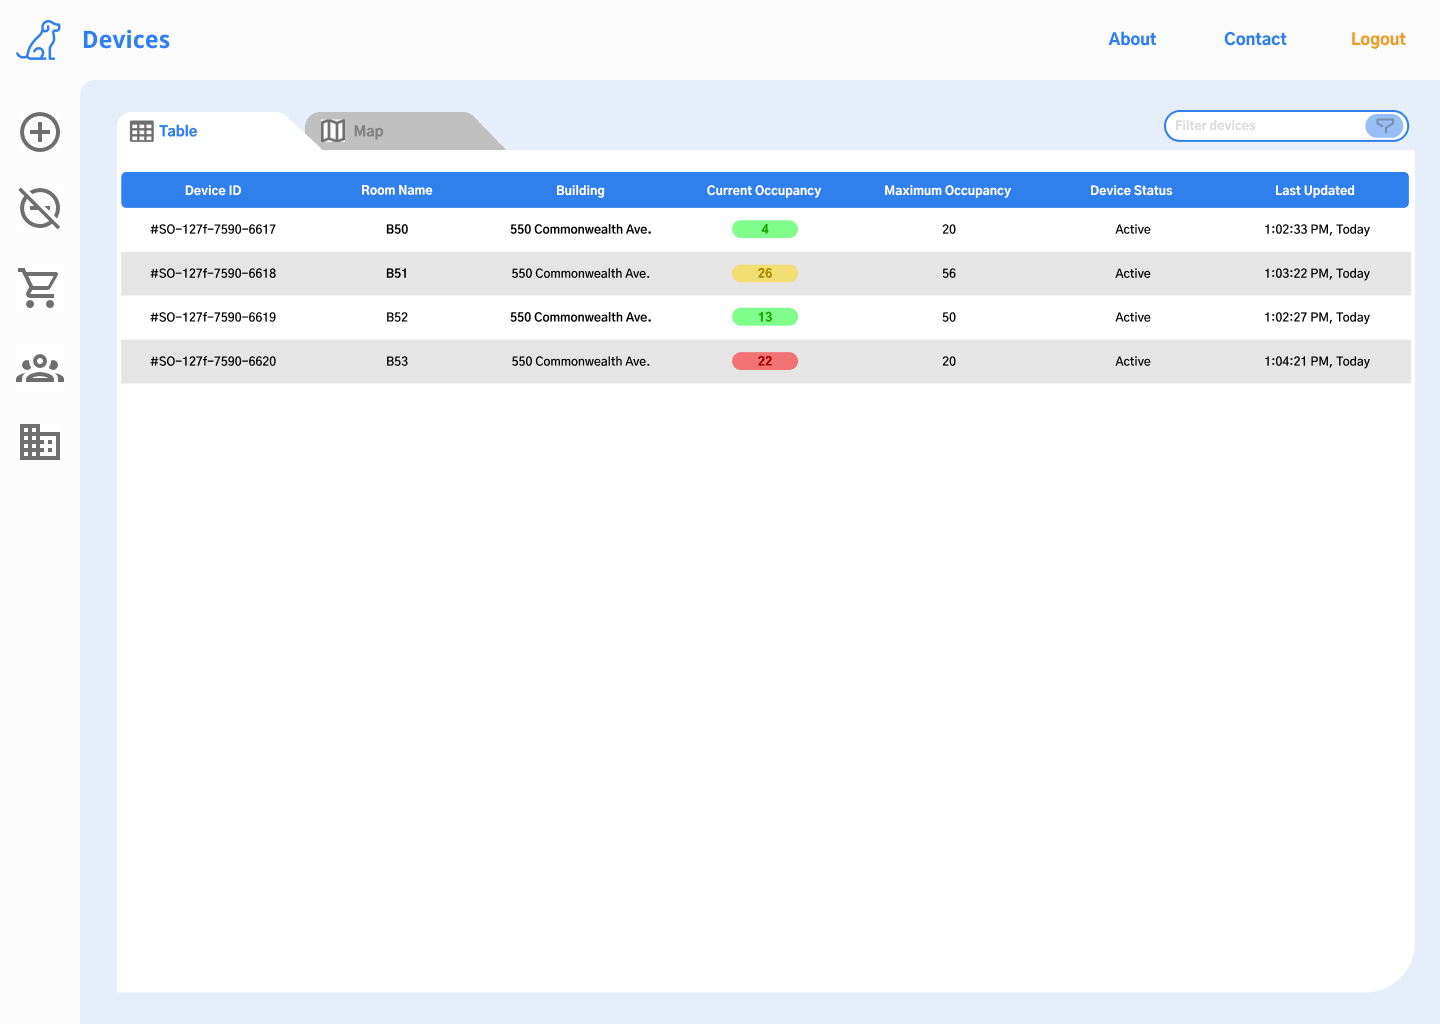 Devices About Contact Logout
Table Map Filter devices
Device ID Room Name Building Current Occupancy Maximum Occupancy Device Status Last Updated
#SO-127f-7590-6617 B50 550 Commonwealth Ave. 4 20 Active 1:02:33 PM, Today
#SO-127f-7590-6618 B51 550 Commonwealth Ave. 26 56 Active 1:03:22 PM, Today
#SO-127f-7590-6619 B52 550 Commonwealth Ave. 13 50 Active 1:02:27 PM, Today
#SO-127f-7590-6620 B53 550 Commonwealth Ave. 22 20 Active 1:04:21 PM, Today